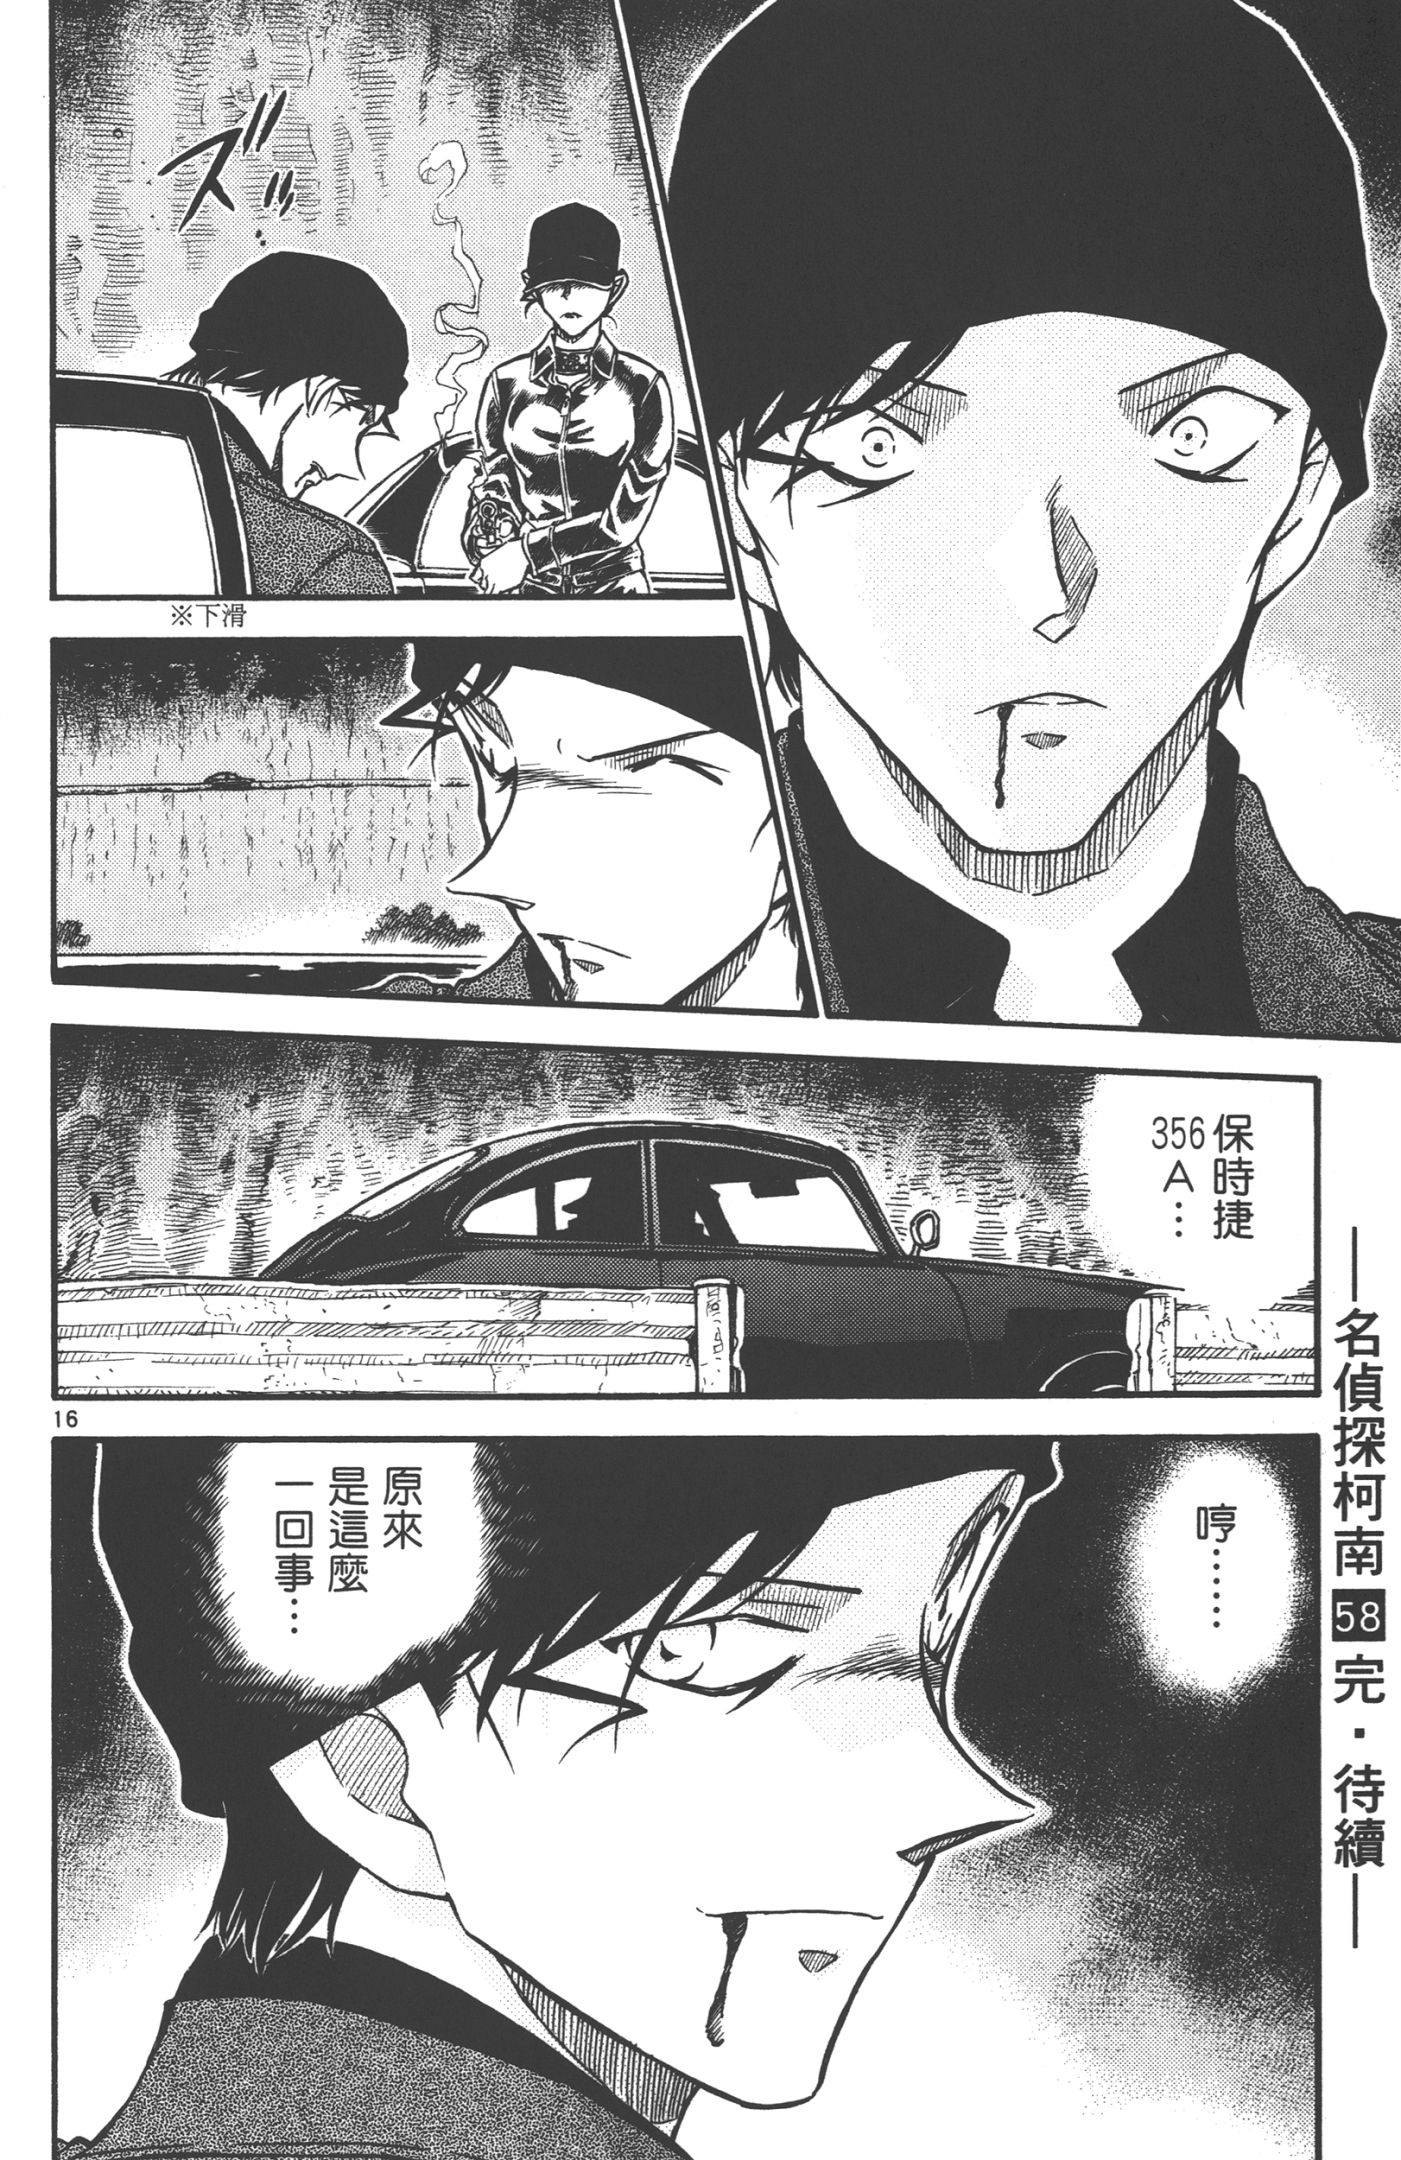 ズッ…
※下滑
保時捷
356A…
哼……
原來
是這麼
一回事…
16
—名偵探柯南58完・待續—